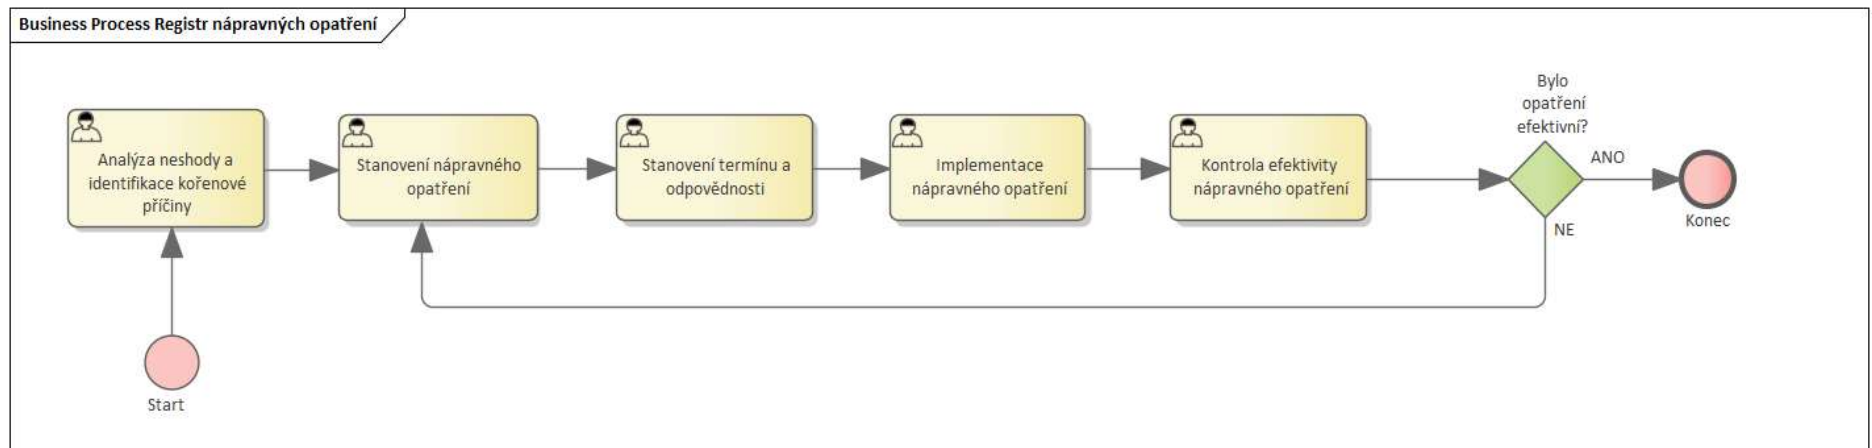 Business Process Registr nápravných opatření
Analýza neshody a
identifikace kořenové
příčiny
Stanovení nápravného
opatření
Stanovení termínu a
odpovědnosti
Implementace
nápravného opatření
Kontrola efektivity
nápravného opatření
Bylo
opatření
efektivní?
ANO
Konec
NE
Start